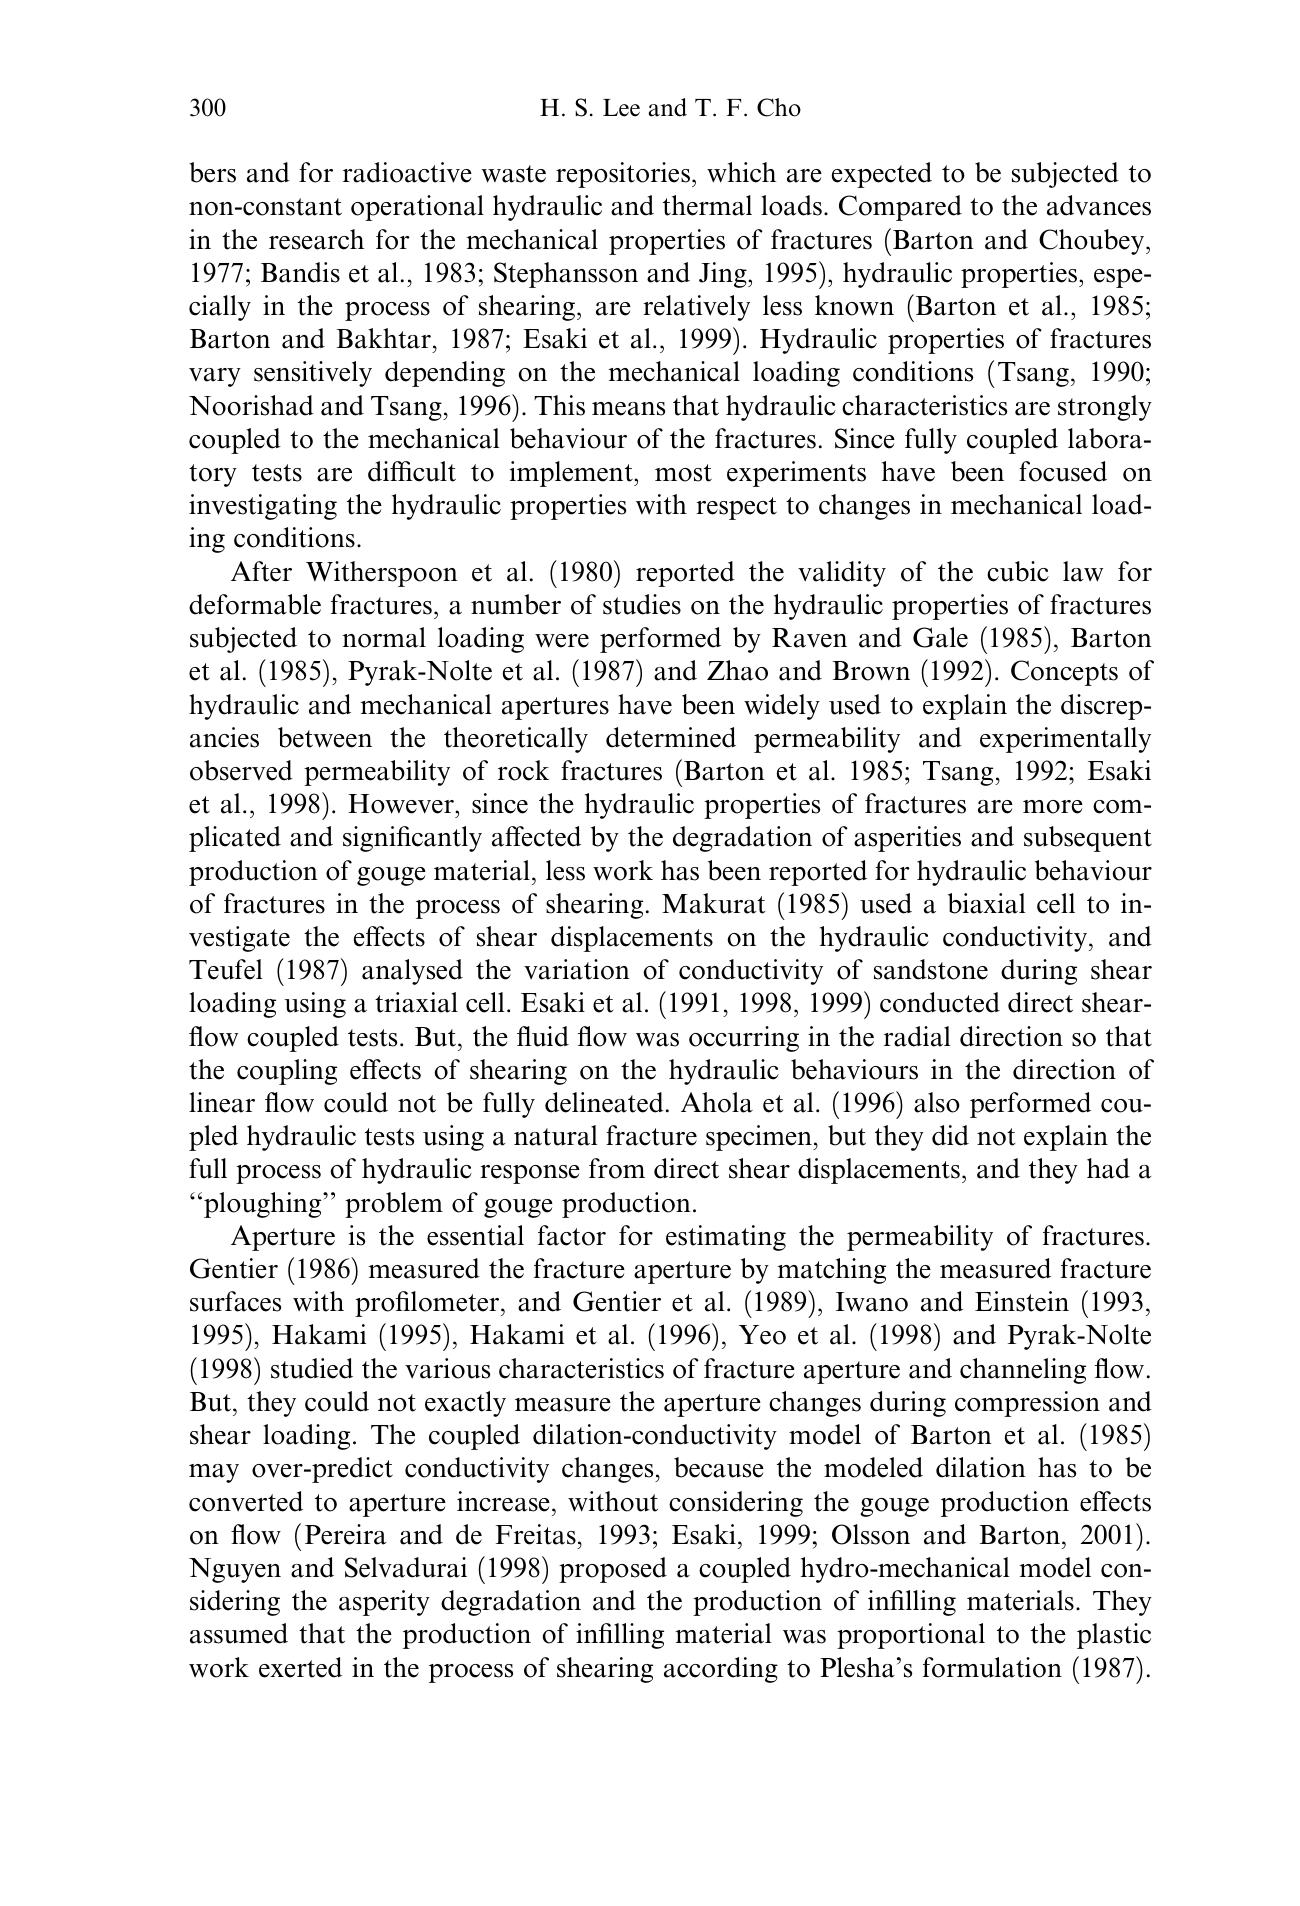 300
H. S. Lee and T. F. Cho
bers and for radioactive waste repositories, which are expected to be subjected to
non-constant operational hydraulic and thermal loads. Compared to the advances
in the research for the mechanical properties of fractures (Barton and Choubey,
1977; Bandis et al., 1983; Stephansson and Jing, 1995), hydraulic properties, espe-
cially in the process of shearing, are relatively less known (Barton et al., 1985;
Barton and Bakhtar, 1987; Esaki et al., 1999). Hydraulic properties of fractures
vary sensitively depending on the mechanical loading conditions (Tsang, 1990;
Noorishad and Tsang, 1996). This means that hydraulic characteristics are strongly
coupled to the mechanical behaviour of the fractures. Since fully coupled labora-
tory tests are difficult to implement, most experiments have been focused on
investigating the hydraulic properties with respect to changes in mechanical load-
ing conditions.
After Witherspoon et al. (1980) reported the validity of the cubic law for
deformable fractures, a number of studies on the hydraulic properties of fractures
subjected to normal loading were performed by Raven and Gale (1985), Barton
et al. (1985), Pyrak-Nolte et al. (1987) and Zhao and Brown (1992). Concepts of
hydraulic and mechanical apertures have been widely used to explain the discrep-
ancies between the theoretically determined permeability and experimentally
observed permeability of rock fractures (Barton et al. 1985; Tsang, 1992; Esaki
et al., 1998). However, since the hydraulic properties of fractures are more com-
plicated and significantly affected by the degradation of asperities and subsequent
production of gouge material, less work has been reported for hydraulic behaviour
of fractures in the process of shearing. Makurat (1985) used a biaxial cell to in-
vestigate the effects of shear displacements on the hydraulic conductivity, and
Teufel (1987) analysed the variation of conductivity of sandstone during shear
loading using a triaxial cell. Esaki et al. (1991, 1998, 1999) conducted direct shear-
flow coupled tests. But, the fluid flow was occurring in the radial direction so that
the coupling effects of shearing on the hydraulic behaviours in the direction of
linear flow could not be fully delineated. Ahola et al. (1996) also performed cou-
pled hydraulic tests using a natural fracture specimen, but they did not explain the
full process of hydraulic response from direct shear displacements, and they had a
‘‘ploughing’’ problem of gouge production.
Aperture is the essential factor for estimating the permeability of fractures.
Gentier (1986) measured the fracture aperture by matching the measured fracture
surfaces with profilometer, and Gentier et al. (1989), Iwano and Einstein (1993,
1995), Hakami (1995), Hakami et al. (1996), Yeo et al. (1998) and Pyrak-Nolte
(1998) studied the various characteristics of fracture aperture and channeling flow.
But, they could not exactly measure the aperture changes during compression and
shear loading. The coupled dilation-conductivity model of Barton et al. (1985)
may over-predict conductivity changes, because the modeled dilation has to be
converted to aperture increase, without considering the gouge production effects
on flow (Pereira and de Freitas, 1993; Esaki, 1999; Olsson and Barton, 2001).
Nguyen and Selvadurai (1998) proposed a coupled hydro-mechanical model con-
sidering the asperity degradation and the production of infilling materials. They
assumed that the production of infilling material was proportional to the plastic
work exerted in the process of shearing according to Plesha’s formulation (1987).